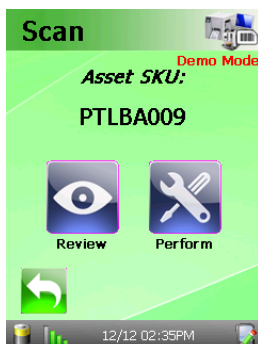 Scan
Demo Mode
Asset SKU:
PTLBA009
Review Perform
12/12 02:35PM